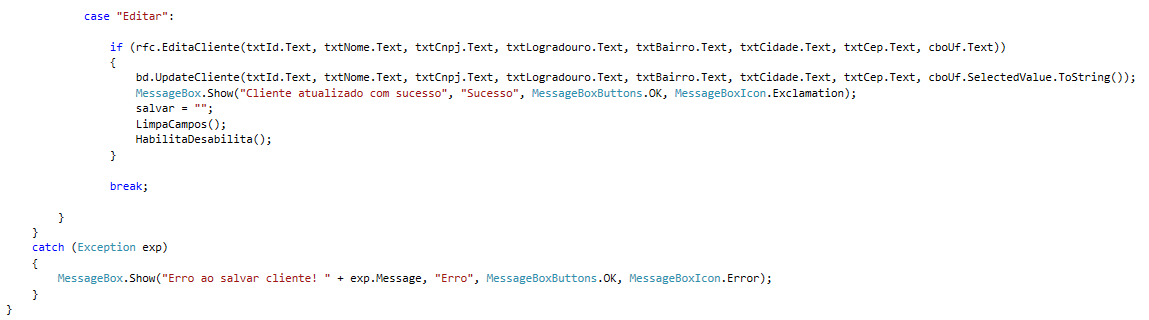 case "Editar":
if (rfc.EditaCliente(txtId.Text, txtNome.Text, txtCnpj.Text, txtLogradouro.Text, txtBairro.Text, txtCidade.Text, txtCep.Text, cboUf.Text))
{
bd.UpdateCliente(txtId.Text, txtNome.Text, txtCnpj.Text, txtLogradouro.Text, txtBairro.Text, txtCidade.Text, txtCep.Text, cboUf.SelectedValue.ToString());
MessageBox.Show("Cliente atualizado com sucesso", "Sucesso", MessageBoxButtons.OK, MessageBoxIcon.Exclamation);
salvar = "";
LimpaCampos();
HabilitaDesabilita();
}
break;
}
}
catch (Exception exp)
{
MessageBox.Show("Erro ao salvar cliente! " + exp.Message, "Erro", MessageBoxButtons.OK, MessageBoxIcon.Error);
}
}